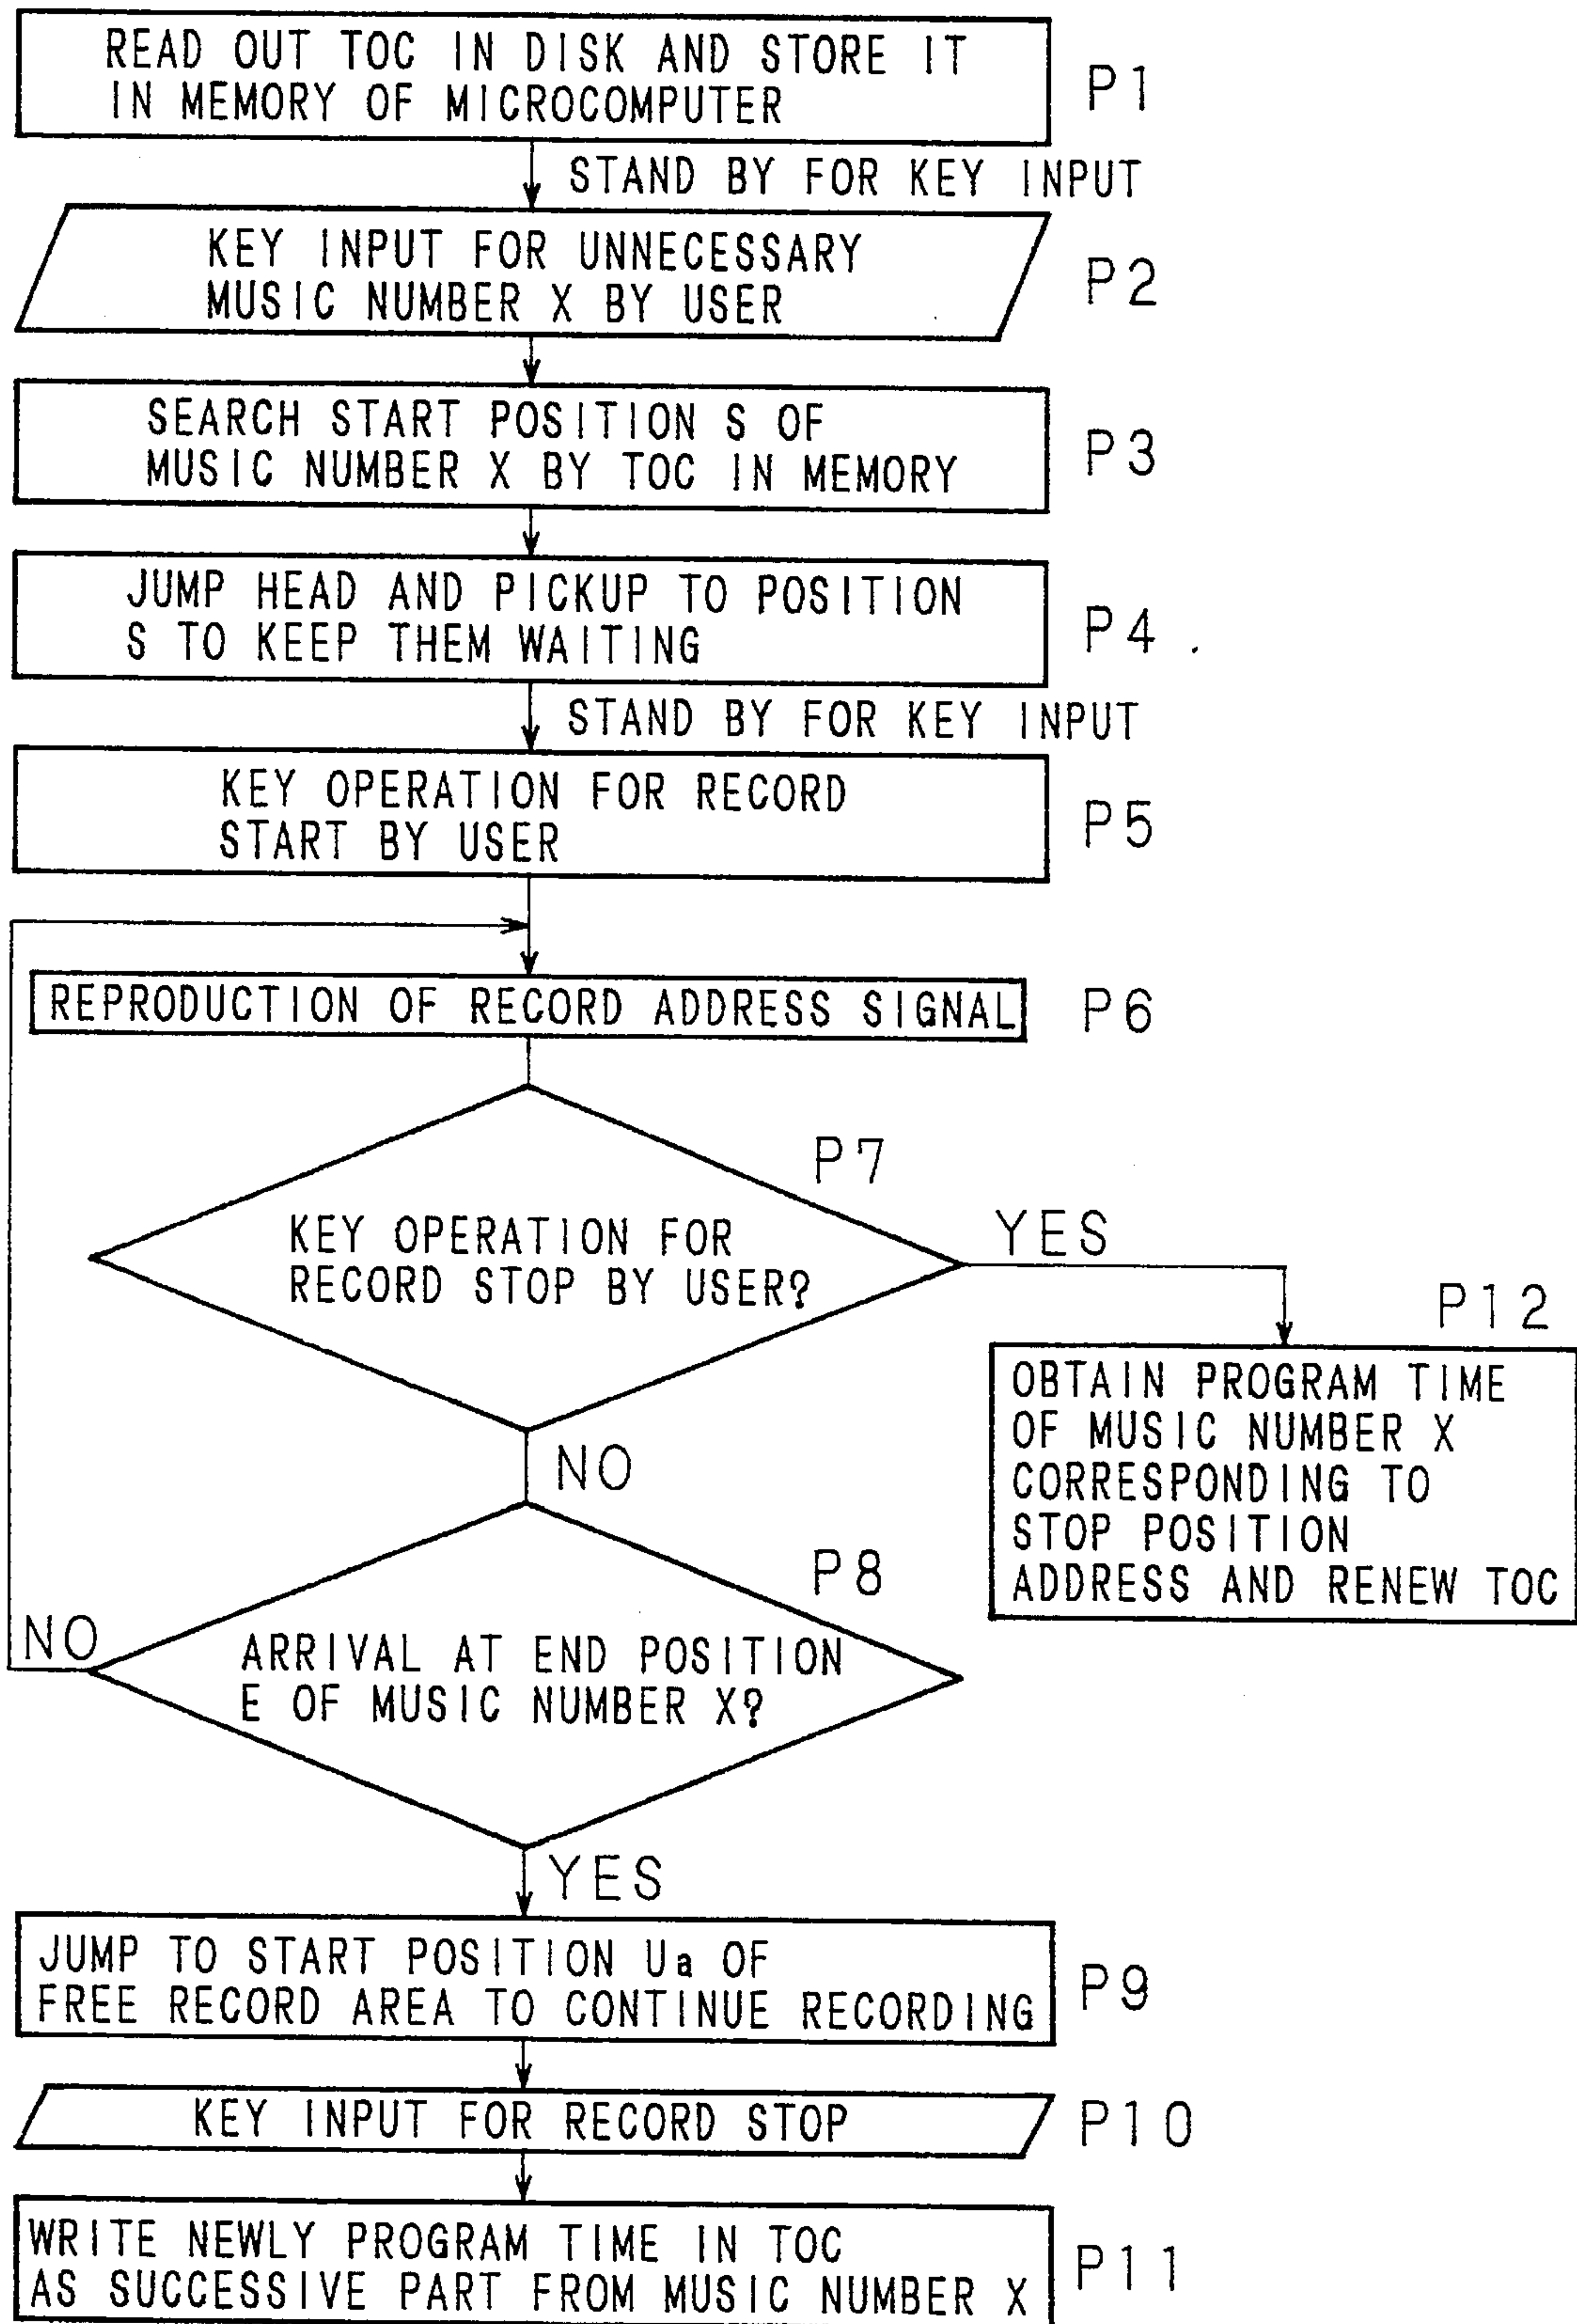 READ OUT TOC IN DISK AND STORE IT
IN MEMORY OF MICROCOMPUTER
P1
STAND BY FOR KEY INPUT
KEY INPUT FOR UNNECESSARY
MUSIC NUMBER X BY USER
P2
SEARCH START POSITION S OF
MUSIC NUMBER X BY TOC IN MEMORY
P3
JUMP HEAD AND PICKUP TO POSITION
S TO KEEP THEM WAITING
P4
STAND BY FOR KEY INPUT
KEY OPERATION FOR RECORD
START BY USER
P5
REPRODUCTION OF RECORD ADDRESS SIGNAL
P6
P7
KEY OPERATION FOR
RECORD STOP BY USER?
YES
P12
OBTAIN PROGRAM TIME
OF MUSIC NUMBER X
CORRESPONDING TO
STOP POSITION
ADDRESS AND RENEW TOC
NO
P8
NO
ARRIVAL AT END POSITION
E OF MUSIC NUMBER X?
YES
JUMP TO START POSITION Ua OF
FREE RECORD AREA TO CONTINUE RECORDING
P9
KEY INPUT FOR RECORD STOP
P10
WRITE NEWLY PROGRAM TIME IN TOC
AS SUCCESSIVE PART FROM MUSIC NUMBER X
P11